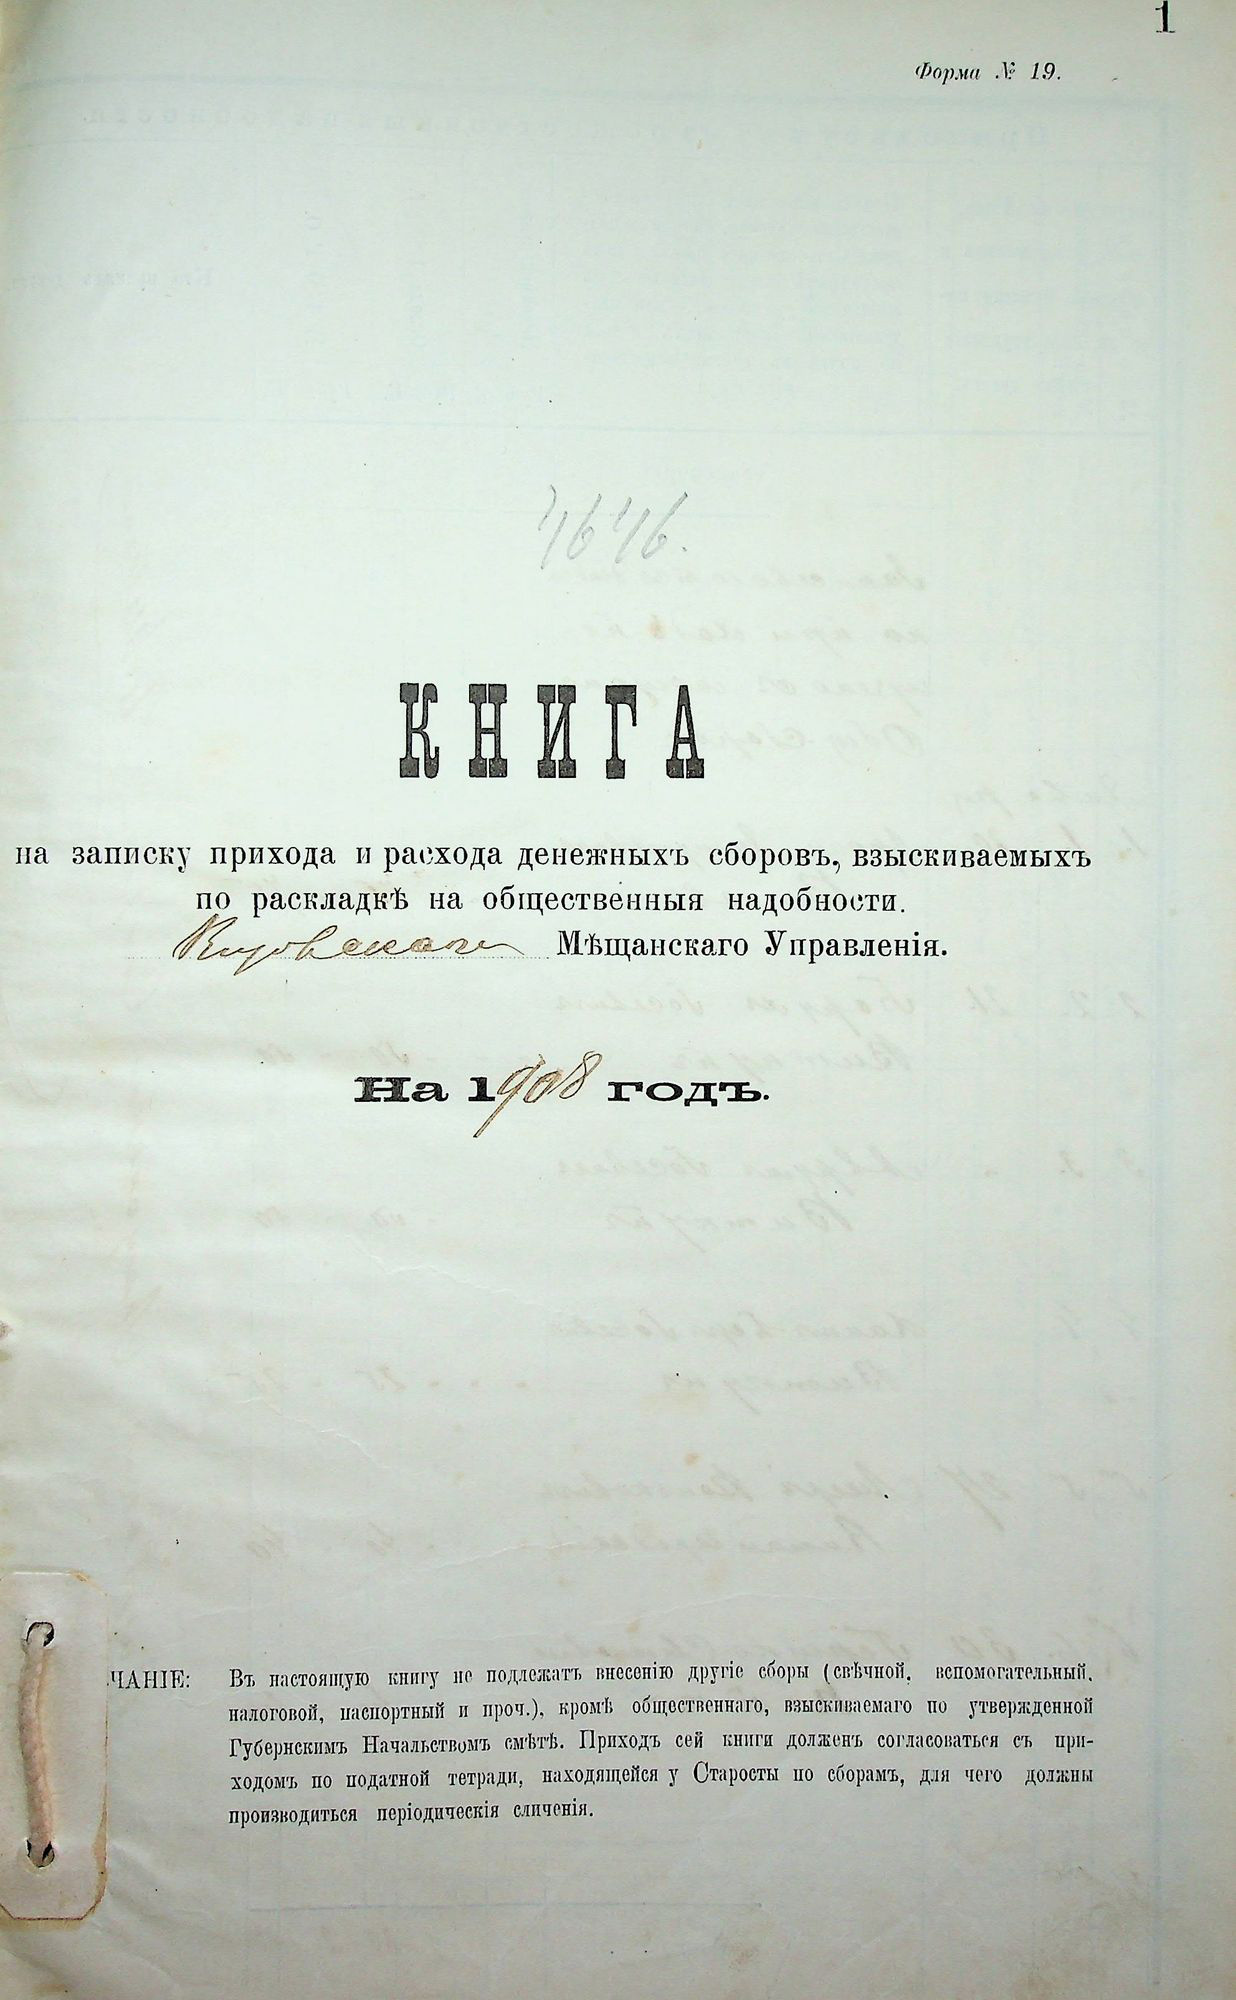 1
Форма № 19.
4646.
КНИГА
на записку прихода и расхода денежныхъ сборовъ, взыскиваемыхъ
по раскладкѣ на общественныя надобности.
Мѣщанскаго Управленія.
На 1908 годъ.
ЧАНІЕ: Въ настоящую книгу не подлежатъ внесенію другіе сборы (свѣчной, вспомогательный,
налоговой, паспортный и проч.), кромѣ общественнаго, взыскиваемаго по утвержденной
Губернскимъ Начальствомъ смѣтѣ. Приходъ сей книги долженъ согласоваться съ при-
ходомъ по податной тетради, находящейся у Старосты по сборамъ, для чего должны
производиться періодическія сличенія.